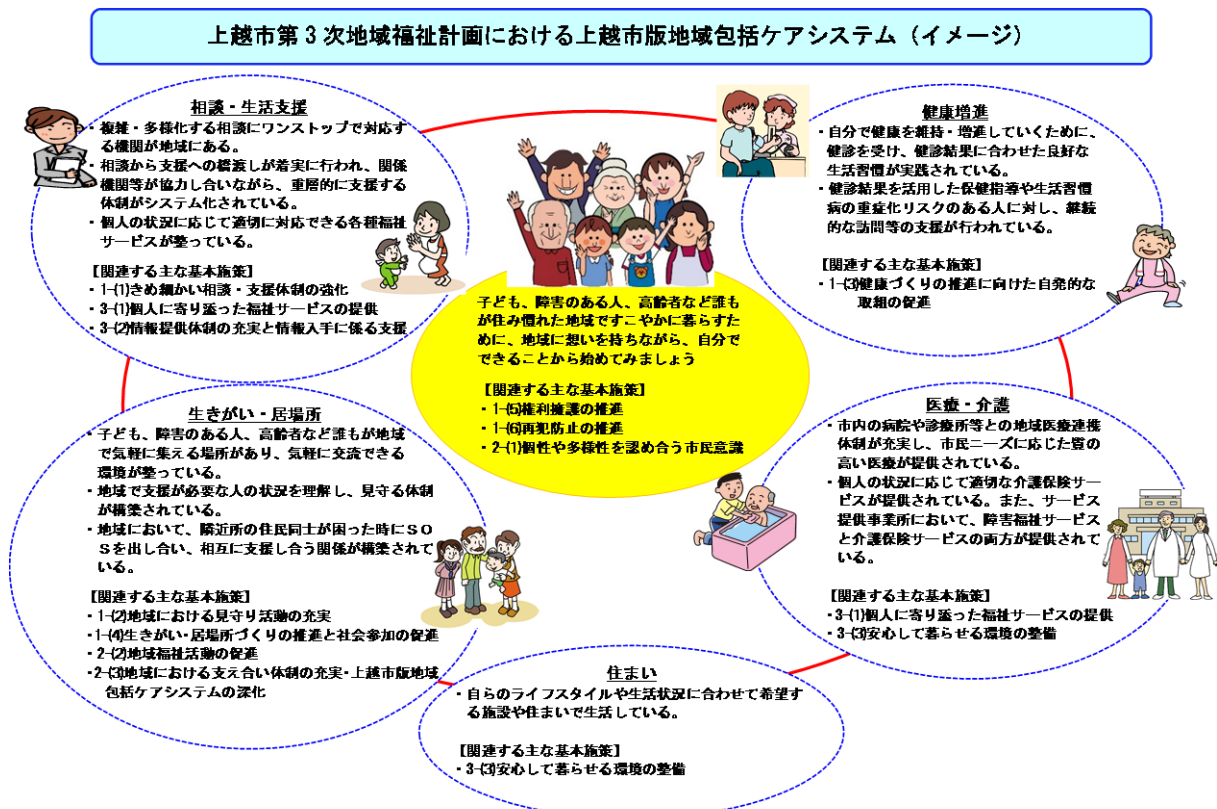 上越市第３次地域福祉計画における上越市版地域包括ケアシステム（イメージ）
相談・生活支援
・複雑・多様化する相談にワンストップで対応す
る機関が地域にある。
・相談から支援への橋渡しが着実に行われ、関係
機関等が協力し合いながら、重層的に支援する
体制がシステム化されている。
・個人の状況に応じて適切に対応できる各種福祉
サービスが整っている。
【関連する主な基本施策】
・1-(1)きめ細かい相談・支援体制の強化
・3-(1)個人に寄り添った福祉サービスの提供
・3-(2)情報提供体制の充実と情報入手に係る支援
健康増進
・自分で健康を維持・増進していくために、
健診を受け、健診結果に合わせた良好な
生活習慣が実践されている。
・健診結果を活用した保健指導や生活習慣
病の重症化リスクのある人に対し、継続
的な訪問等の支援が行われている。
【関連する主な基本施策】
・1-(3)健康づくりの推進に向けた自発的な
取組の促進
子ども、障害のある人、高齢者など誰も
が住み慣れた地域ですこやかに暮らすた
めに、地域に想いを持ちながら、自分で
できることから始めてみましょう
【関連する主な基本施策】
・1-(5)権利擁護の推進
・1-(6)再犯防止の推進
・2-(1)個性や多様性を認め合う市民意識
生きがい・居場所
・子ども、障害のある人、高齢者など誰もが地域
で気軽に集える場所があり、気軽に交流できる
環境が整っている。
・地域で支援が必要な人の状況を理解し、見守る体制
が構築されている。
・地域において、隣近所の住民同士が困った時にＳＯ
Ｓを出し合い、相互に支援し合う関係が構築されて
いる。
【関連する主な基本施策】
・1-(2)地域における見守り活動の充実
・1-(4)生きがい・居場所づくりの推進と社会参加の促進
・2-(2)地域福祉活動の促進
・2-(3)地域における支え合い体制の充実・上越市版地域
包括ケアシステムの深化
医療・介護
・市内の病院や診療所等との地域医療連携
体制が充実し、市民ニーズに応じた質の
高い医療が提供されている。
・個人の状況に応じて適切な介護保険サー
ビスが提供されている。また、サービス
提供事業所において、障害福祉サービス
と介護保険サービスの両方が提供されて
いる。
【関連する主な基本施策】
・3-(1)個人に寄り添った福祉サービスの提供
・3-(3)安心して暮らせる環境の整備
住まい
・自らのライフスタイルや生活状況に合わせて希望す
る施設や住まいで生活している。
【関連する主な基本施策】
・3-(3)安心して暮らせる環境の整備